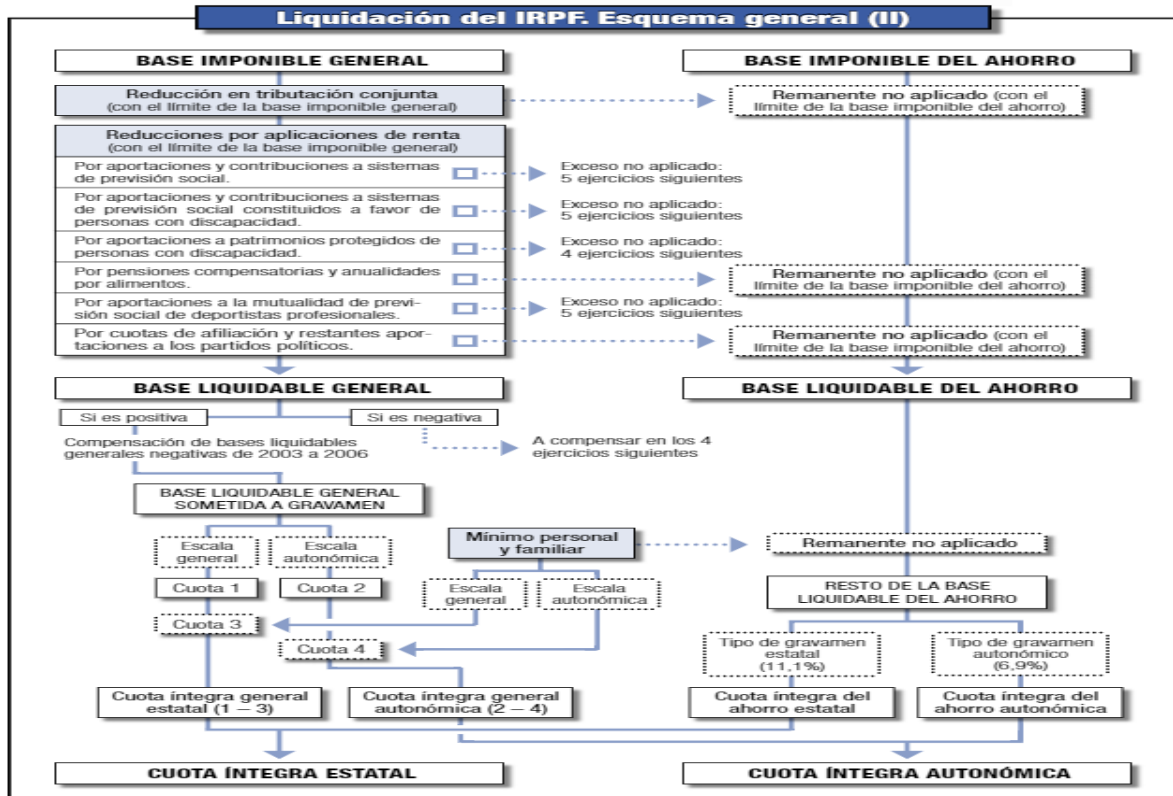 Liquidación del IRPF. Esquema general (II)
BASE IMPONIBLE GENERAL
BASE IMPONIBLE DEL AHORRO
Reducción en tributación conjunta
(con el límite de la base imponible general)
Remanente no aplicado (con el
límite de la base imponible del ahorro)
Reducciones por aplicaciones de renta
(con el límite de la base imponible general)
Por aportaciones y contribuciones a sistemas
de previsión social.
Exceso no aplicado:
5 ejercicios siguientes
Por aportaciones y contribuciones a sistemas
de previsión social constituidos a favor de
personas con discapacidad.
Exceso no aplicado:
5 ejercicios siguientes
Por aportaciones a patrimonios protegidos de
personas con discapacidad.
Exceso no aplicado:
4 ejercicios siguientes
Por pensiones compensatorias y anualidades
por alimentos.
Remanente no aplicado (con el
límite de la base imponible del ahorro)
Por aportaciones a la mutualidad de previ-
sión social de deportistas profesionales.
Exceso no aplicado:
5 ejercicios siguientes
Por cuotas de afiliación y restantes apor-
taciones a los partidos políticos.
Remanente no aplicado (con el
límite de la base imponible del ahorro)
BASE LIQUIDABLE GENERAL
BASE LIQUIDABLE DEL AHORRO
Si es positiva
Si es negativa
Compensación de bases liquidables
generales negativas de 2003 a 2006
A compensar en los 4
ejercicios siguientes
BASE LIQUIDABLE GENERAL
SOMETIDA A GRAVAMEN
Mínimo personal
y familiar
Remanente no aplicado
Escala
general
Escala
autonómica
Cuota 1
Cuota 2
Escala
general
Escala
autonómica
RESTO DE LA BASE
LIQUIDABLE DEL AHORRO
Cuota 3
Cuota 4
Tipo de gravamen
estatal
(11,1%)
Tipo de gravamen
autonómico
(6,9%)
Cuota íntegra general
estatal (1 – 3)
Cuota íntegra general
autonómica (2 – 4)
Cuota íntegra del
ahorro estatal
Cuota íntegra del
ahorro autonómica
CUOTA ÍNTEGRA ESTATAL
CUOTA ÍNTEGRA AUTONÓMICA